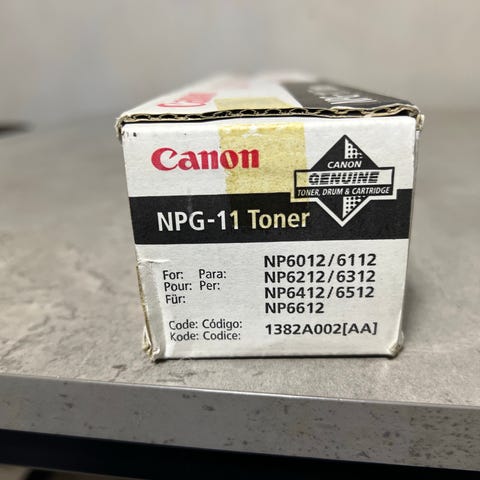 Canon
Canon
CANON
GENUINE
TONER, DRUM & CARTRIDGE
NPG-11 Toner
For: Para:
Pour: Per:
Für:
NP6012/6112
NP6212/6312
NP6412/6512
NP6612
Code: Código:
Kode: Codice:
1382A002[AA]